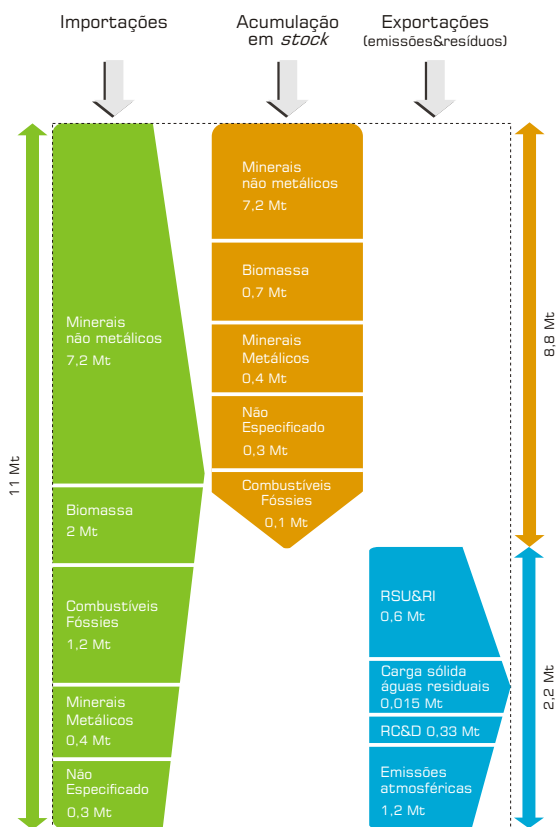 Importações
Acumulação
em stock
Exportações
(emissões&resíduos)
11 Mt
Minerais
não metálicos
7,2 Mt
Biomassa
2 Mt
Combustíveis
Fóssies
1,2 Mt
Minerais
Metálicos
0,4 Mt
Não
Especificado
0,3 Mt
Minerais
não metálicos
7,2 Mt
Biomassa
0,7 Mt
Minerais
Metálicos
0,4 Mt
Não
Especificado
0,3 Mt
Combustíveis
Fóssies
0,1 Mt
RSU&RI
0,6 Mt
Carga sólida
águas residuais
0,015 Mt
RC&D 0,33 Mt
Emissões
atmosféricas
1,2 Mt
8,8 Mt
2,2 Mt